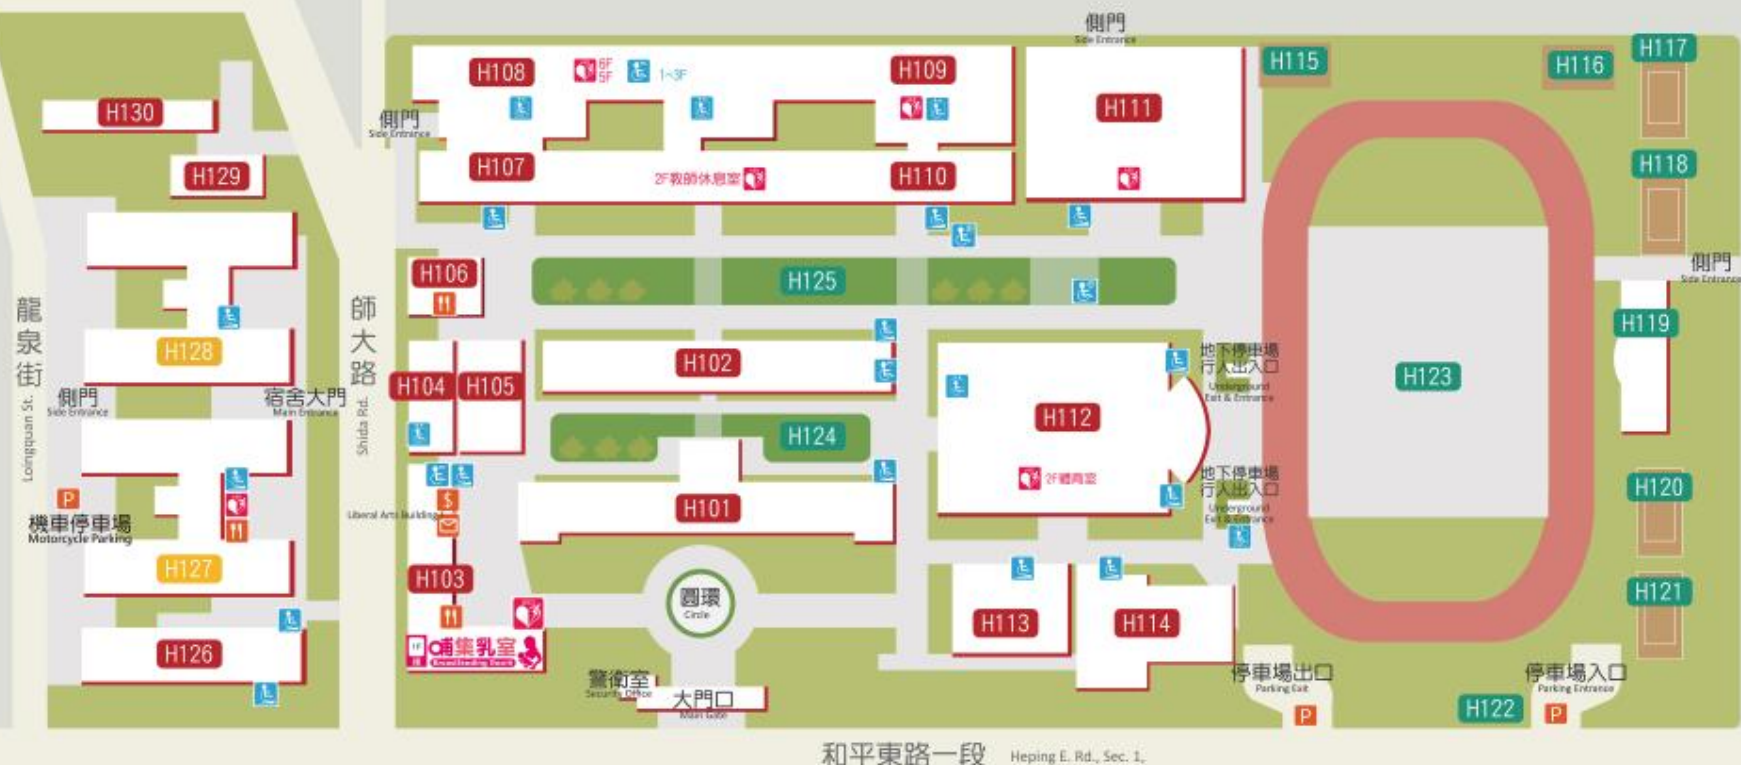 側門
Side Entrance
H108
6F
5F
1~3F
H109
H111
H115
H116
H117
H130
側門
Side Entrance
H107
2F教師休息室
H110
H118
H129
側門
Side Entrance
H106
H125
龍泉街
Loingquan St.
師大路
Shida Rd.
H128
H102
H119
地下停車場
行人出入口
Underground
Exit & Entrance
H104
H105
H123
側門
Side Entrance
宿舍大門
Main Entrance
H112
H124
2F體育室
地下停車場
行人出入口
Underground
Exit & Entrance
H120
P
機車停車場
Motorcycle Parking
$
Liberal Arts Building
H101
H127
H103
圓環
Circle
H113
H114
H121
1F
哺集乳室
Breastfeeding Room
H126
警衛室
Security Office
大門口
Main Gate
停車場出口
Parking Exit
P
停車場入口
Parking Entrance
H122
P
和平東路一段
Heping E. Rd., Sec. 1,